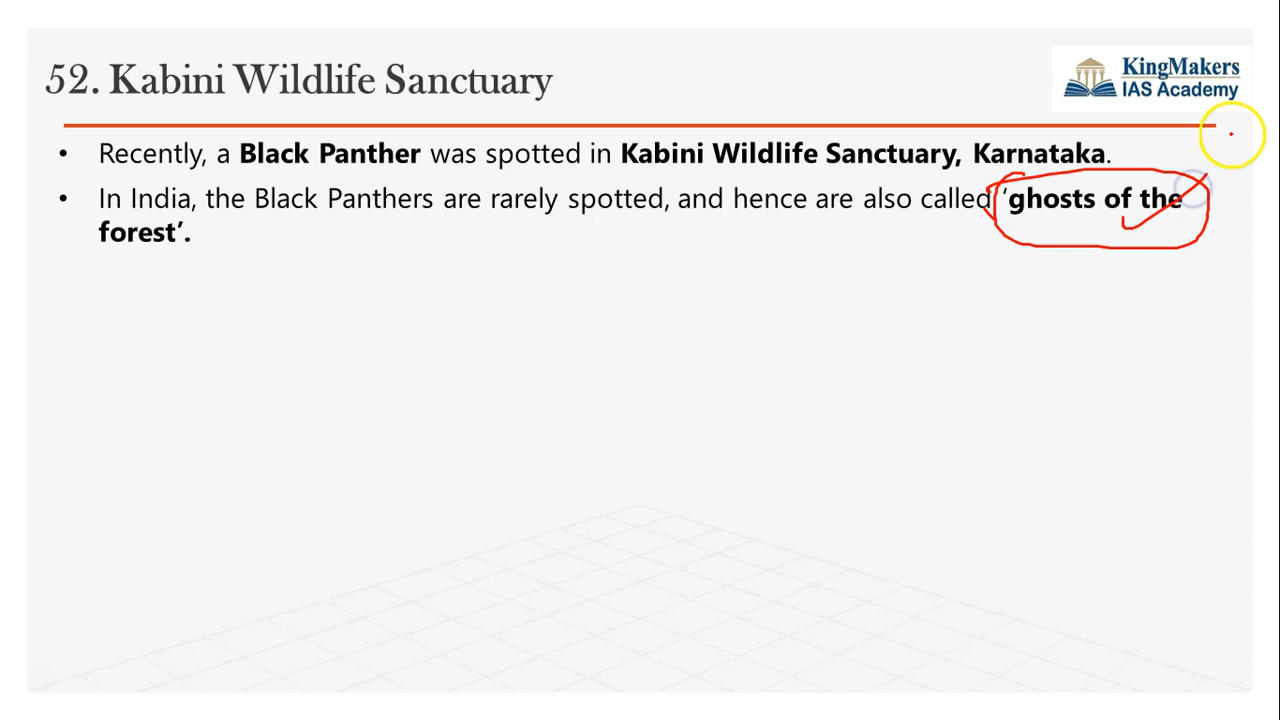 52. Kabini Wildlife Sanctuary
KingMakers
IAS Academy
• Recently, a Black Panther was spotted in Kabini Wildlife Sanctuary, Karnataka.
• In India, the Black Panthers are rarely spotted, and hence are also called ‘ghosts of the
forest’.